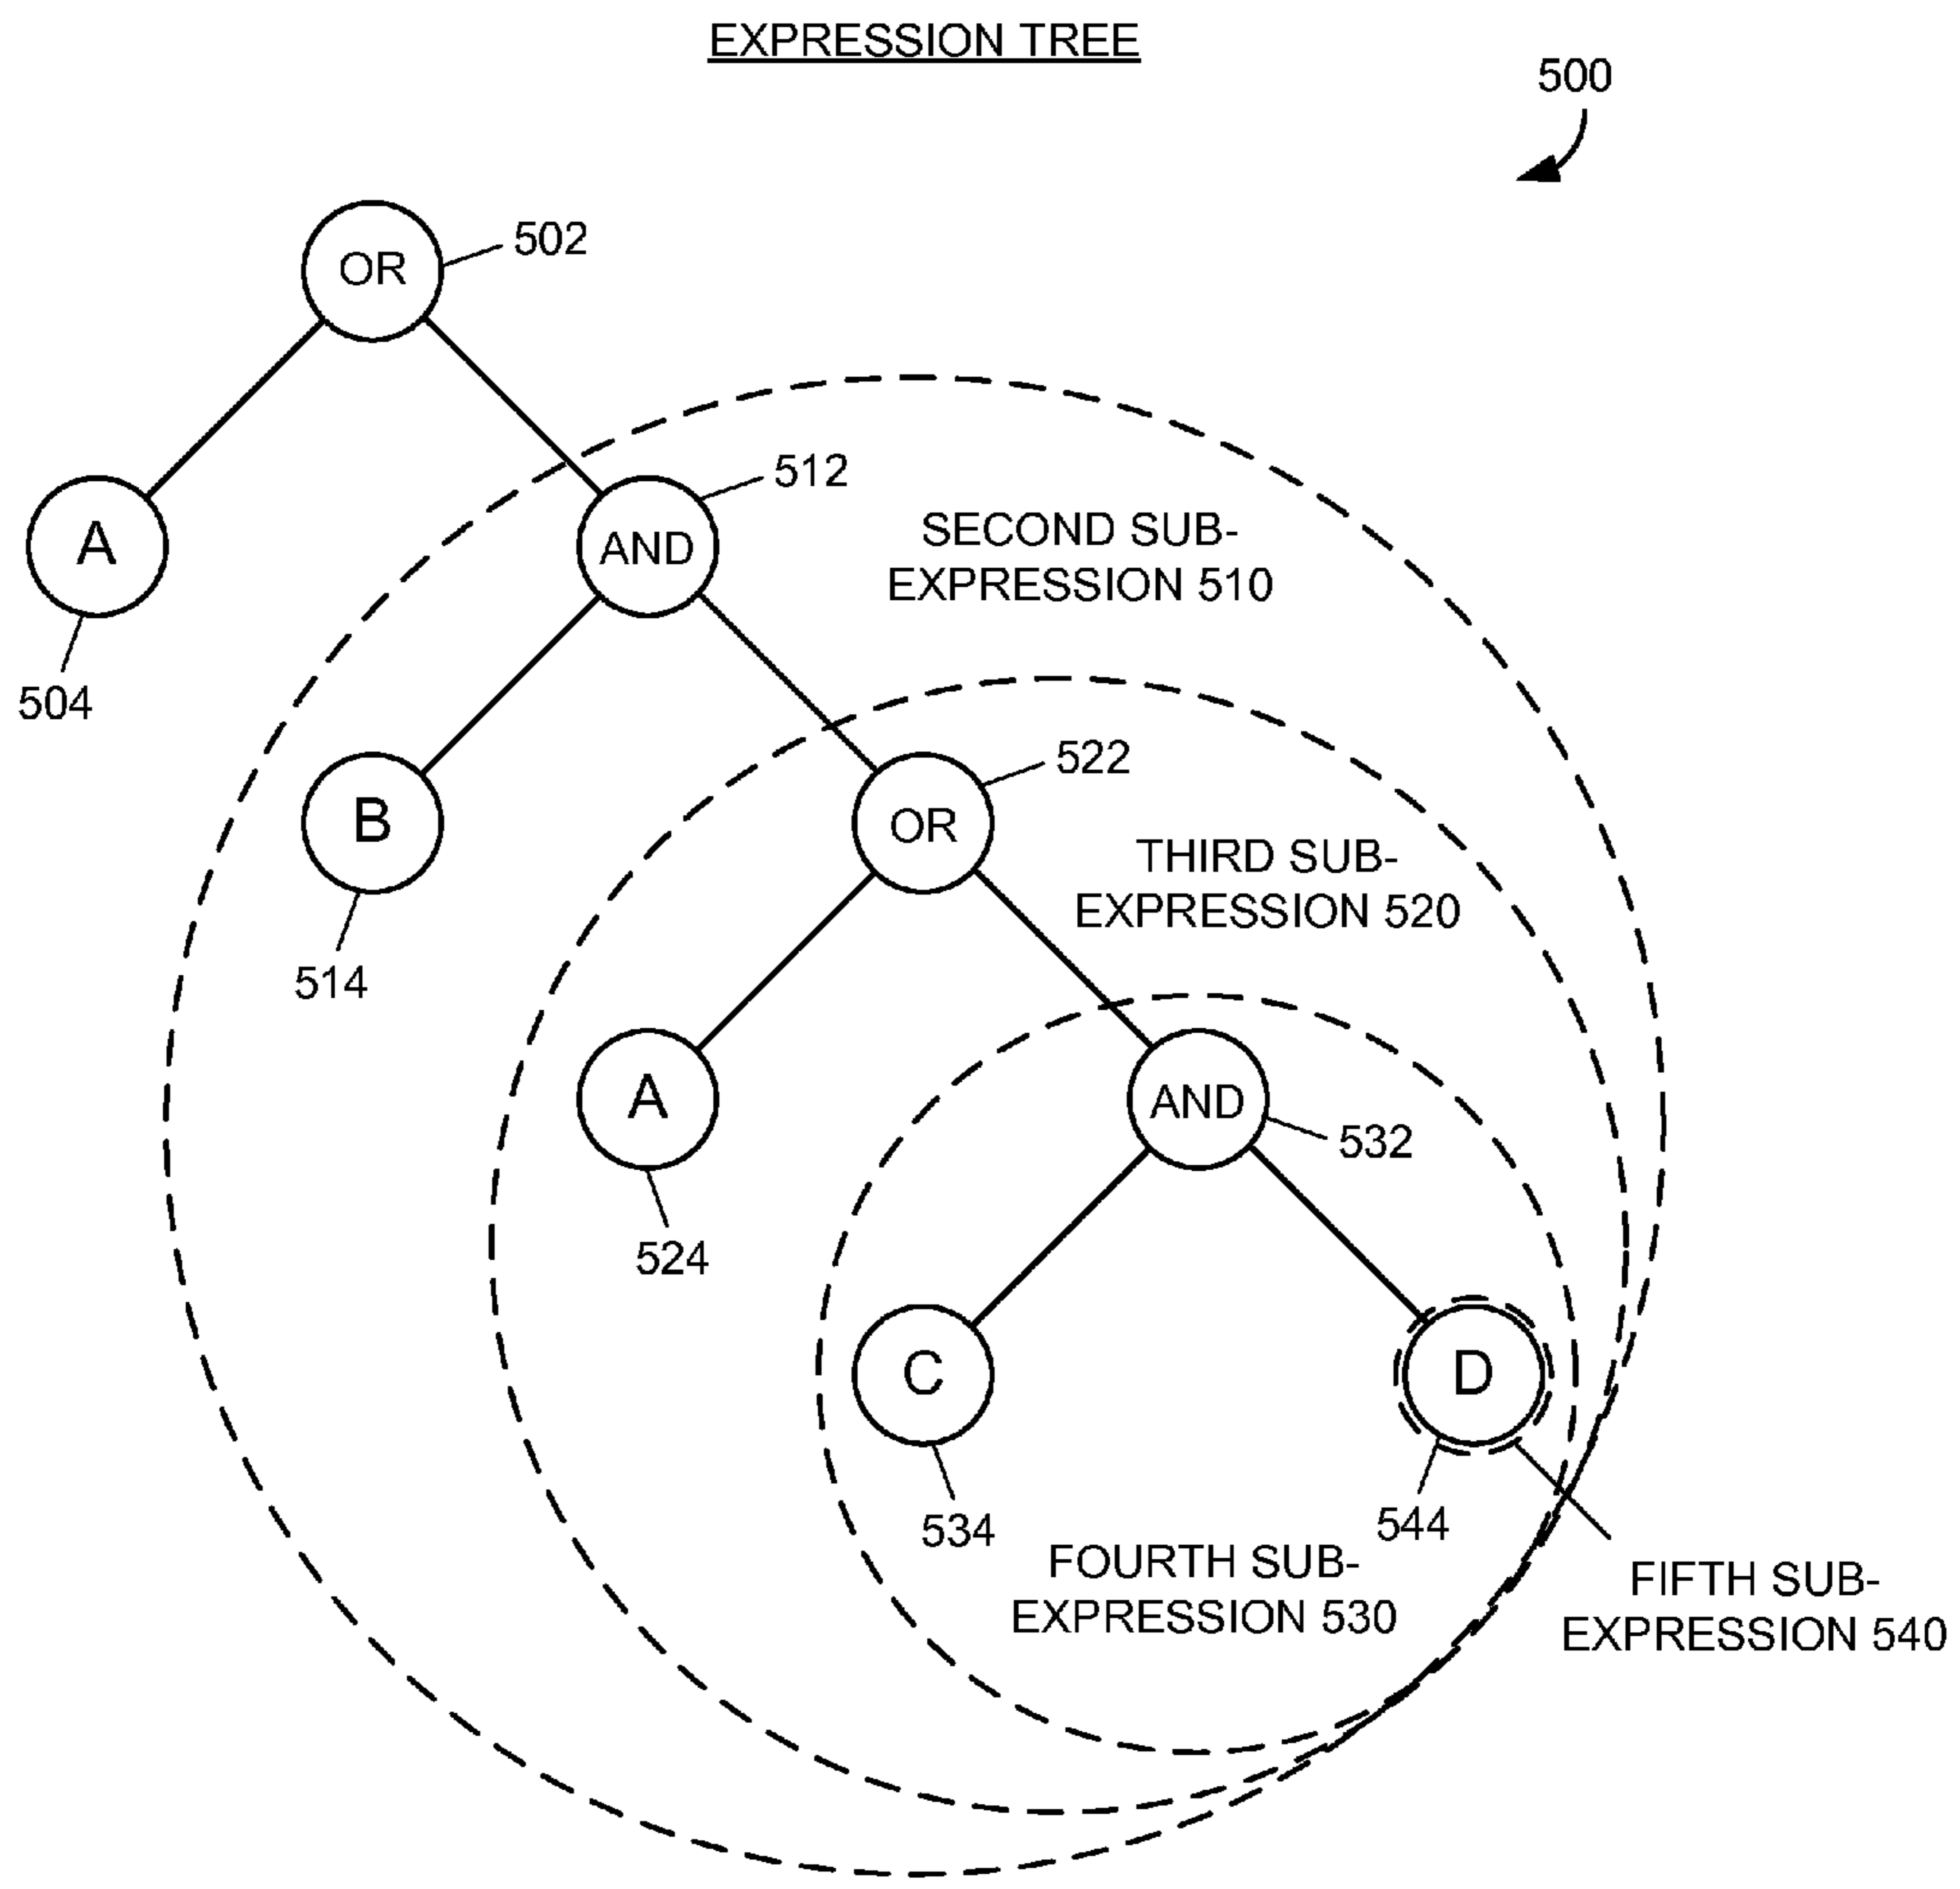 EXPRESSION TREE
500
OR
502
A
504
AND
512
SECOND SUB-
EXPRESSION 510
B
514
OR
522
THIRD SUB-
EXPRESSION 520
A
524
AND
532
C
534
D
544
FOURTH SUB-
EXPRESSION 530
FIFTH SUB-
EXPRESSION 540